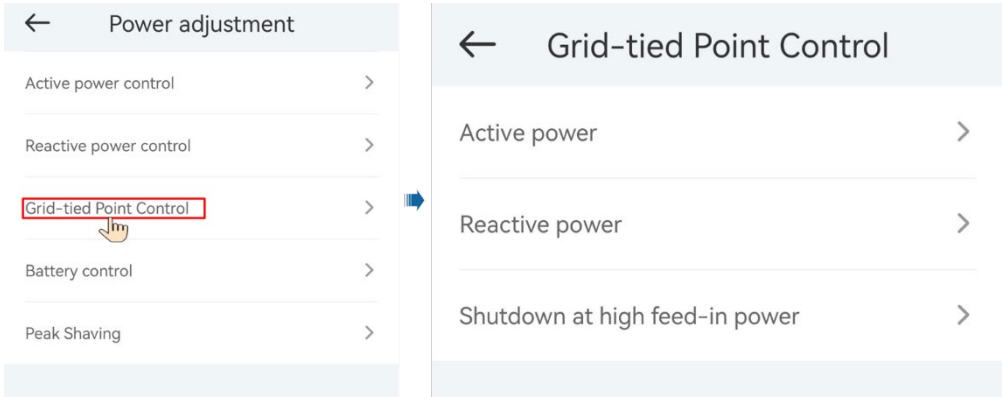 Power adjustment
Active power control
Reactive power control
Grid-tied Point Control
Battery control
Peak Shaving
Grid-tied Point Control
Active power
Reactive power
Shutdown at high feed-in power